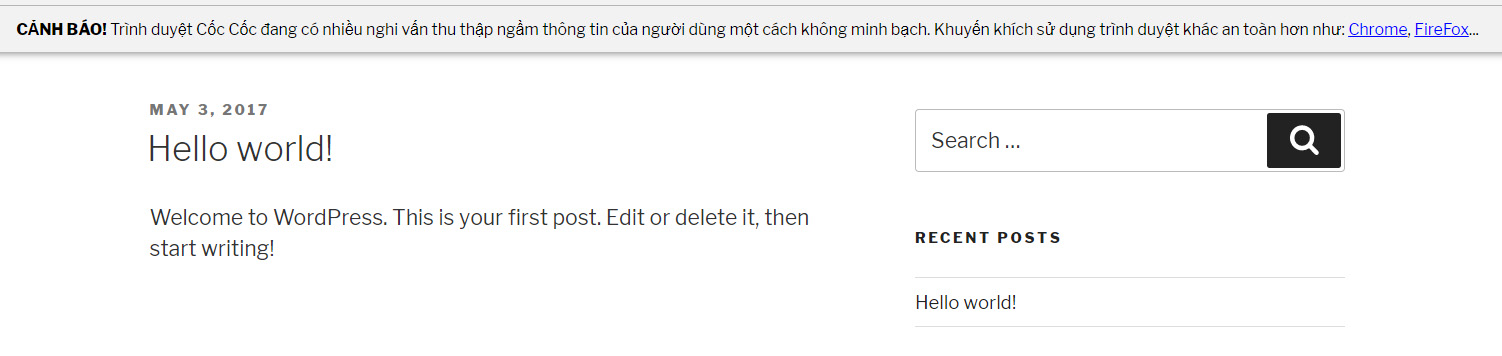 CẢNH BÁO! Trình duyệt Cốc Cốc đang có nhiều nghi vấn thu thập ngầm thông tin của người dùng một cách không minh bạch. Khuyến khích sử dụng trình duyệt khác an toàn hơn như: Chrome, FireFox...
MAY 3, 2017
Hello world!
Welcome to WordPress. This is your first post. Edit or delete it, then
start writing!
Search …
RECENT POSTS
Hello world!